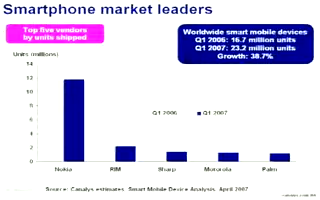 Smartphone market leaders
Top five vendors
by units shipped
Worldwide smart mobile devices
Q1 2006: 16.7 million units
Q1 2007: 23.2 million units
Growth: 38.7%
Units (millions)
14
12
10
8
6
4
2
0
Q1 2006 Q1 2007
Nokia RIM Sharp Motorola Palm
Source: Canalys estimates, Smart Mobile Device Analysis, April 2007